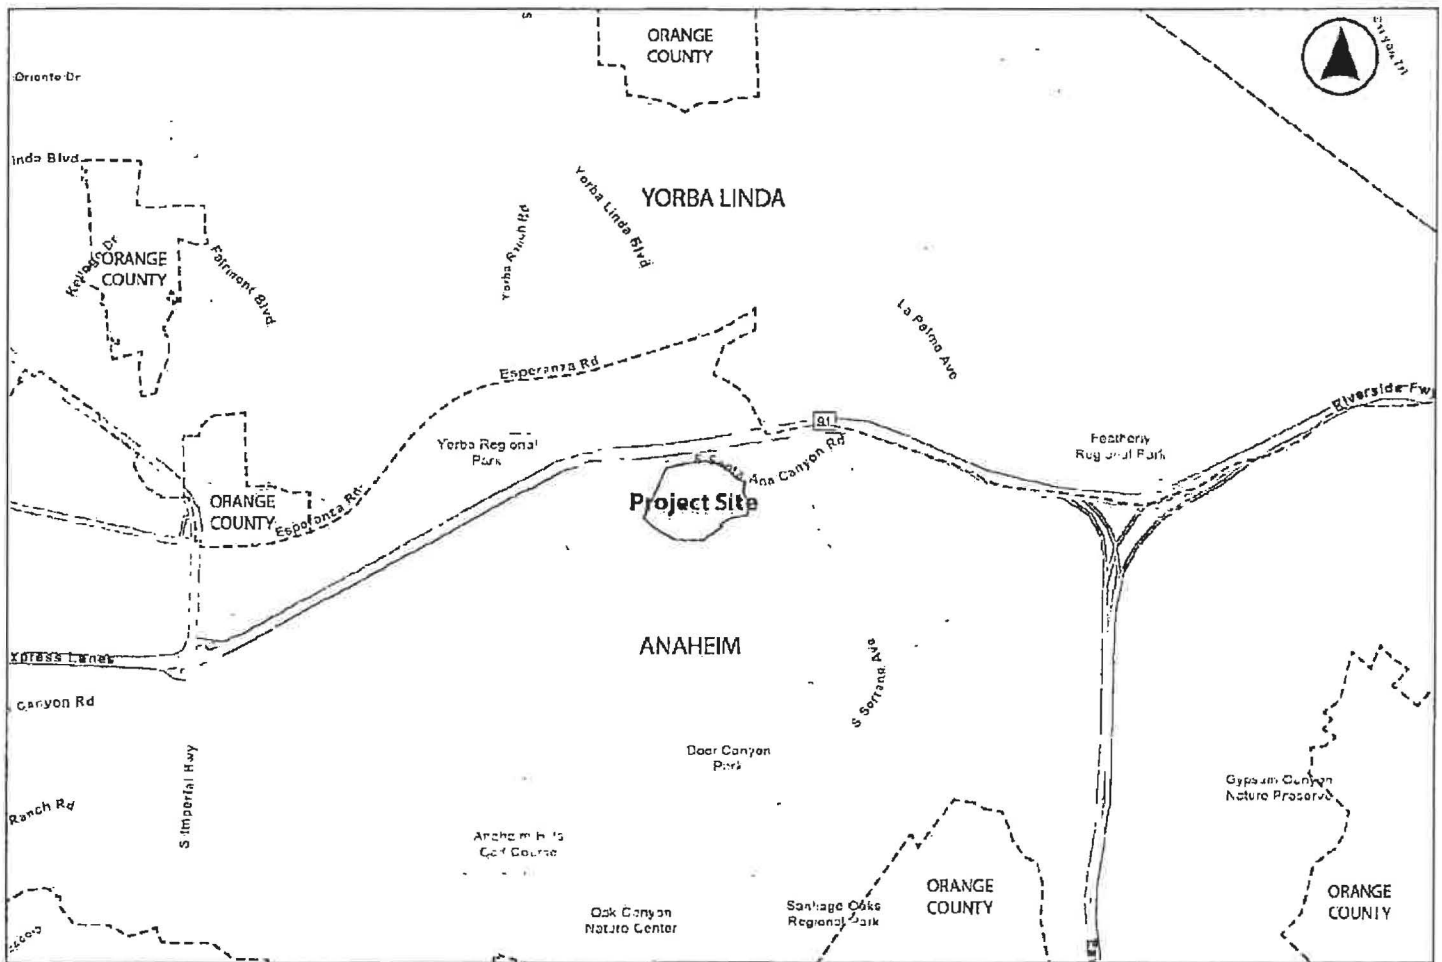 ORANGE
COUNTY
Oriente Dr
inda Blvd
YORBA LINDA
Yorba Linda Blvd
Yorba Ranch Rd
Kellogg Dr
ORANGE
COUNTY
Fairmont Blvd
La Palma Ave
Esperanza Rd
Riverside Fwy
91
Yorba Regional
Park
S Santa Ana Canyon Rd
Featherly
Regional Park
Project Site
ORANGE
COUNTY
Esperanza Rd
ANAHEIM
xpress Lanes
Canyon Rd
S Serrano Ave
S Imperial Hwy
Deer Canyon
Park
Gypsum Canyon
Nature Preserve
Ranch Rd
Anaheim Hills
Golf Course
ORANGE
COUNTY
ORANGE
COUNTY
Oak Canyon
Nature Center
Santiago Oaks
Regional Park